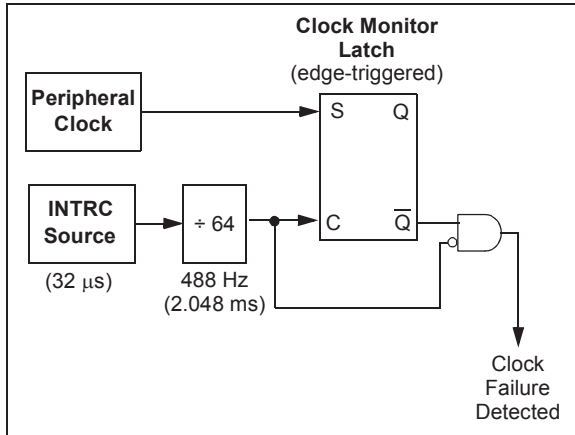 Clock Monitor
Latch
(edge-triggered)
Peripheral
Clock
S
Q
INTRC
Source
(32 μs)
÷ 64
488 Hz
(2.048 ms)
C
Q̅
Clock
Failure
Detected